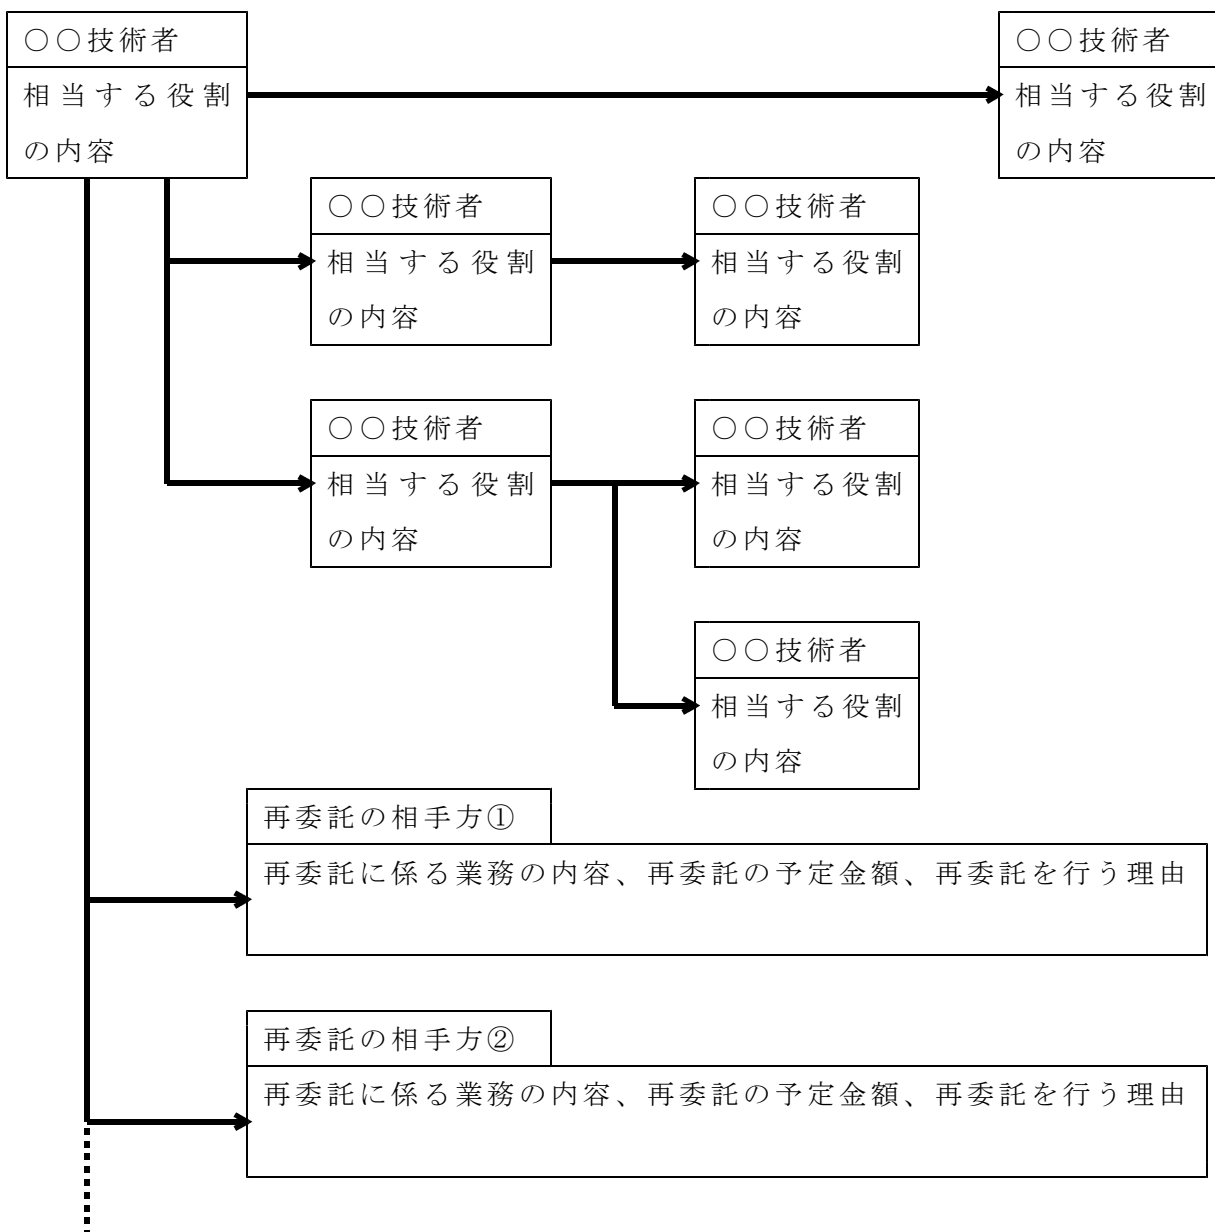 ○○技術者
相当する役割
の内容
○○技術者
相当する役割
の内容
○○技術者
相当する役割
の内容
○○技術者
相当する役割
の内容
○○技術者
相当する役割
の内容
○○技術者
相当する役割
の内容
○○技術者
相当する役割
の内容
再委託の相手方①
再委託に係る業務の内容、再委託の予定金額、再委託を行う理由
再委託の相手方②
再委託に係る業務の内容、再委託の予定金額、再委託を行う理由